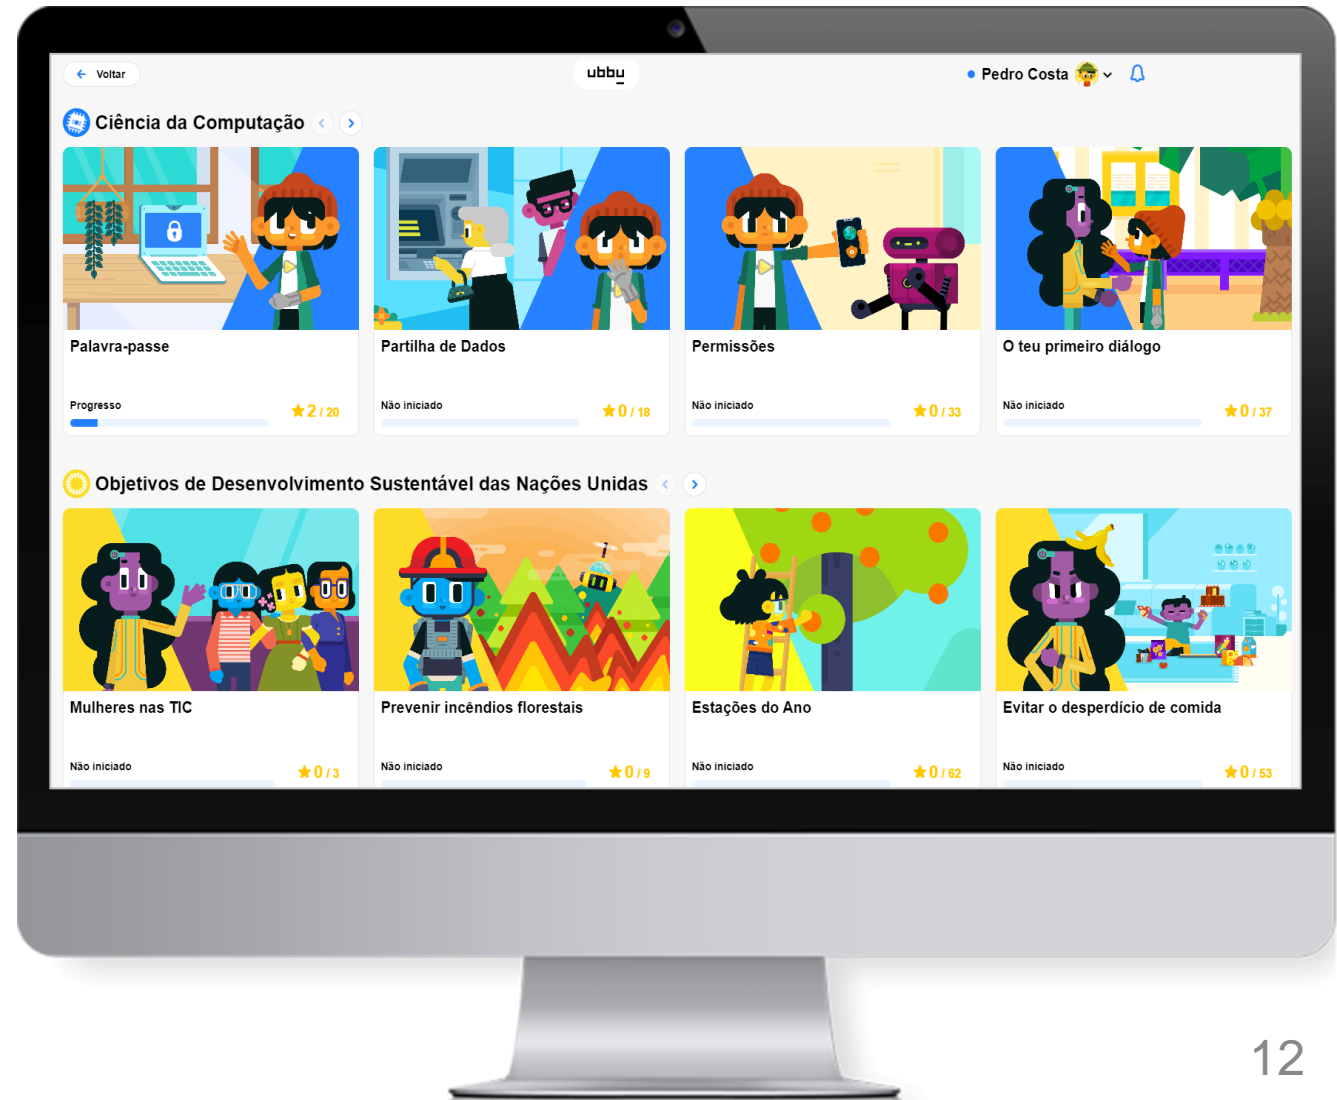 Voltar
ubbu
Pedro Costa
Ciência da Computação
Palavra-passe
Progresso
2 / 20
Partilha de Dados
Não iniciado
0 / 18
Permissões
Não iniciado
0 / 33
O teu primeiro diálogo
Não iniciado
0 / 37
Objetivos de Desenvolvimento Sustentável das Nações Unidas
Mulheres nas TIC
Não iniciado
0 / 3
Prevenir incêndios florestais
Não iniciado
0 / 9
Estações do Ano
Não iniciado
0 / 62
Evitar o desperdício de comida
Não iniciado
0 / 53
12